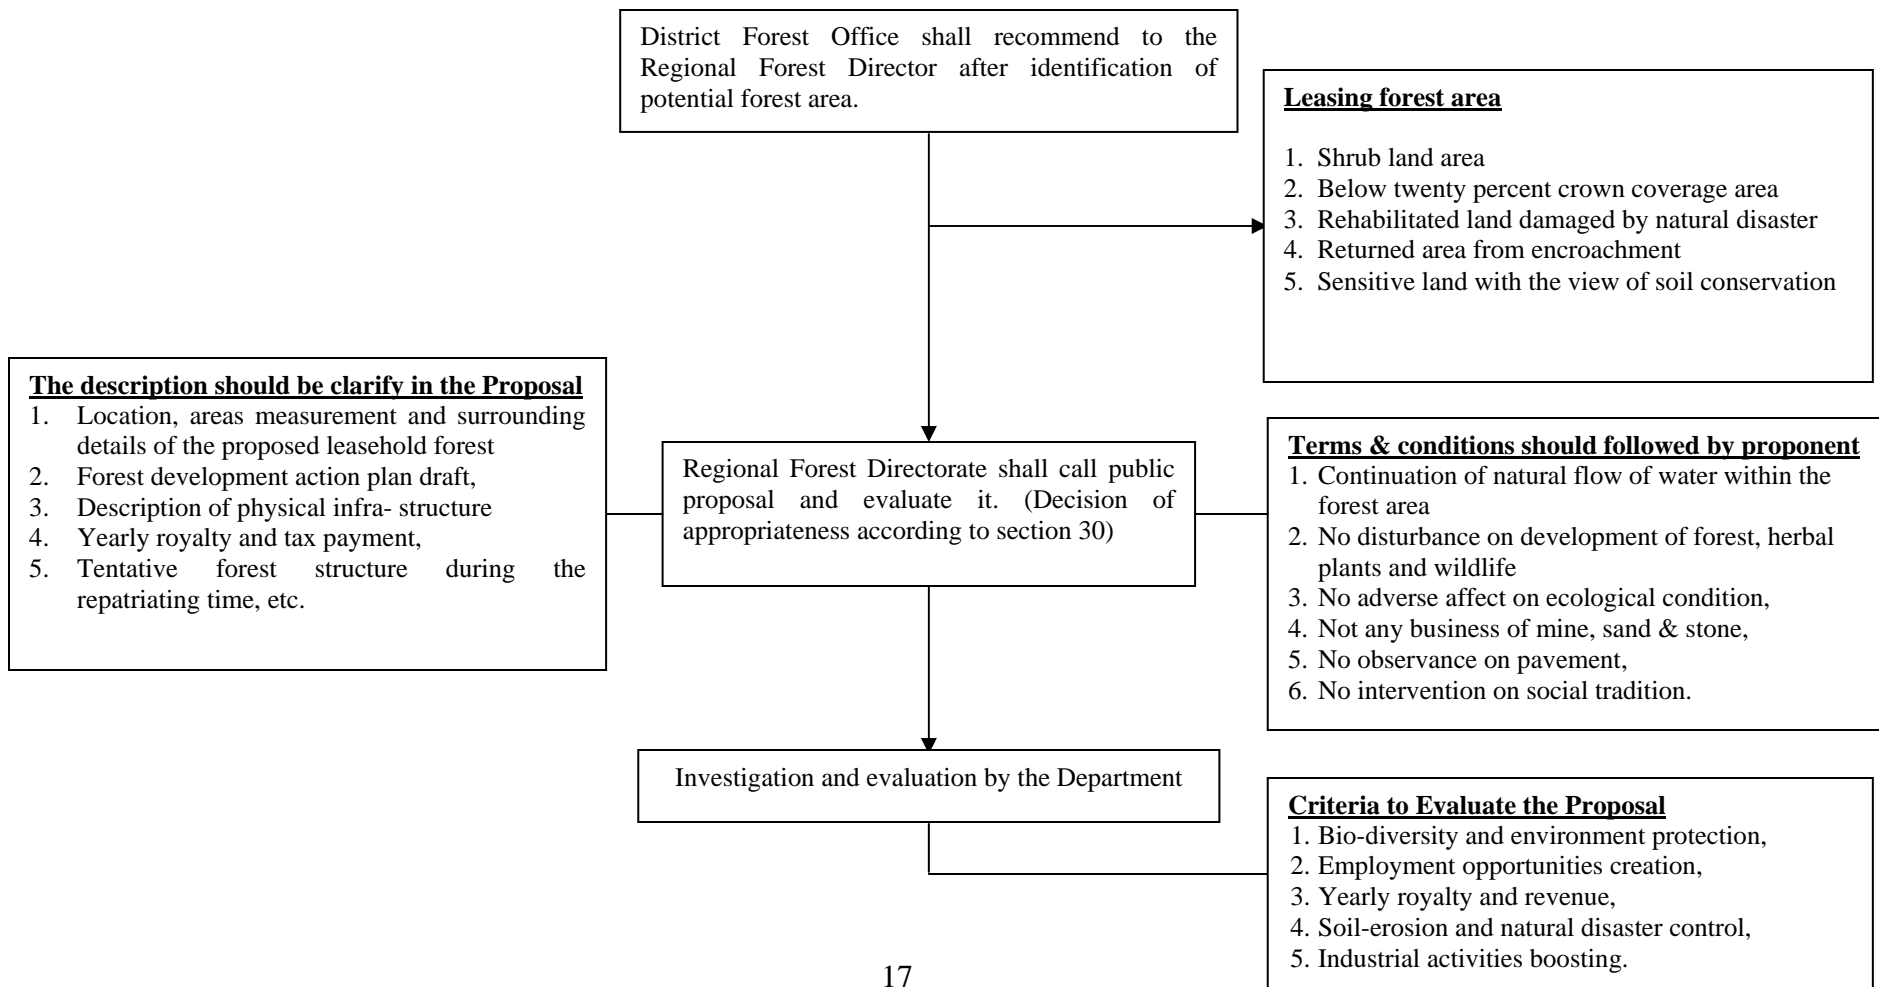 District Forest Office shall recommend to the
Regional Forest Director after identification of
potential forest area.
Leasing forest area
1. Shrub land area
2. Below twenty percent crown coverage area
3. Rehabilitated land damaged by natural disaster
4. Returned area from encroachment
5. Sensitive land with the view of soil conservation
The description should be clarify in the Proposal
1. Location, areas measurement and surrounding
details of the proposed leasehold forest
2. Forest development action plan draft,
3. Description of physical infra- structure
4. Yearly royalty and tax payment,
5. Tentative forest structure during the
repatriating time, etc.
Regional Forest Directorate shall call public
proposal and evaluate it. (Decision of
appropriateness according to section 30)
Terms & conditions should followed by proponent
1. Continuation of natural flow of water within the
forest area
2. No disturbance on development of forest, herbal
plants and wildlife
3. No adverse affect on ecological condition,
4. Not any business of mine, sand & stone,
5. No observance on pavement,
6. No intervention on social tradition.
Investigation and evaluation by the Department
Criteria to Evaluate the Proposal
1. Bio-diversity and environment protection,
2. Employment opportunities creation,
3. Yearly royalty and revenue,
4. Soil-erosion and natural disaster control,
5. Industrial activities boosting.
17